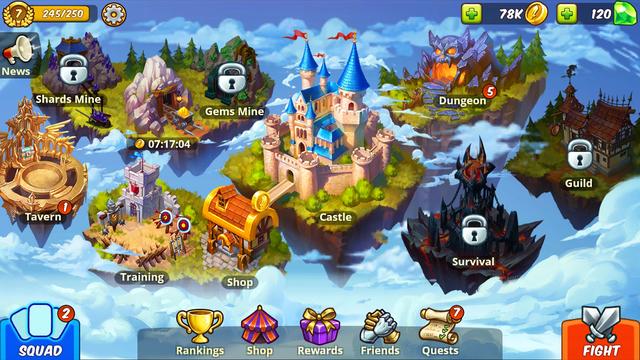 7
245/250
78K
120
News
Shards Mine
Gems Mine
Dungeon
5
07:17:04
Guild
Tavern
1
Castle
Training
Shop
Survival
2
SQUAD
Rankings
Shop
Rewards
Friends
7
Quests
FIGHT